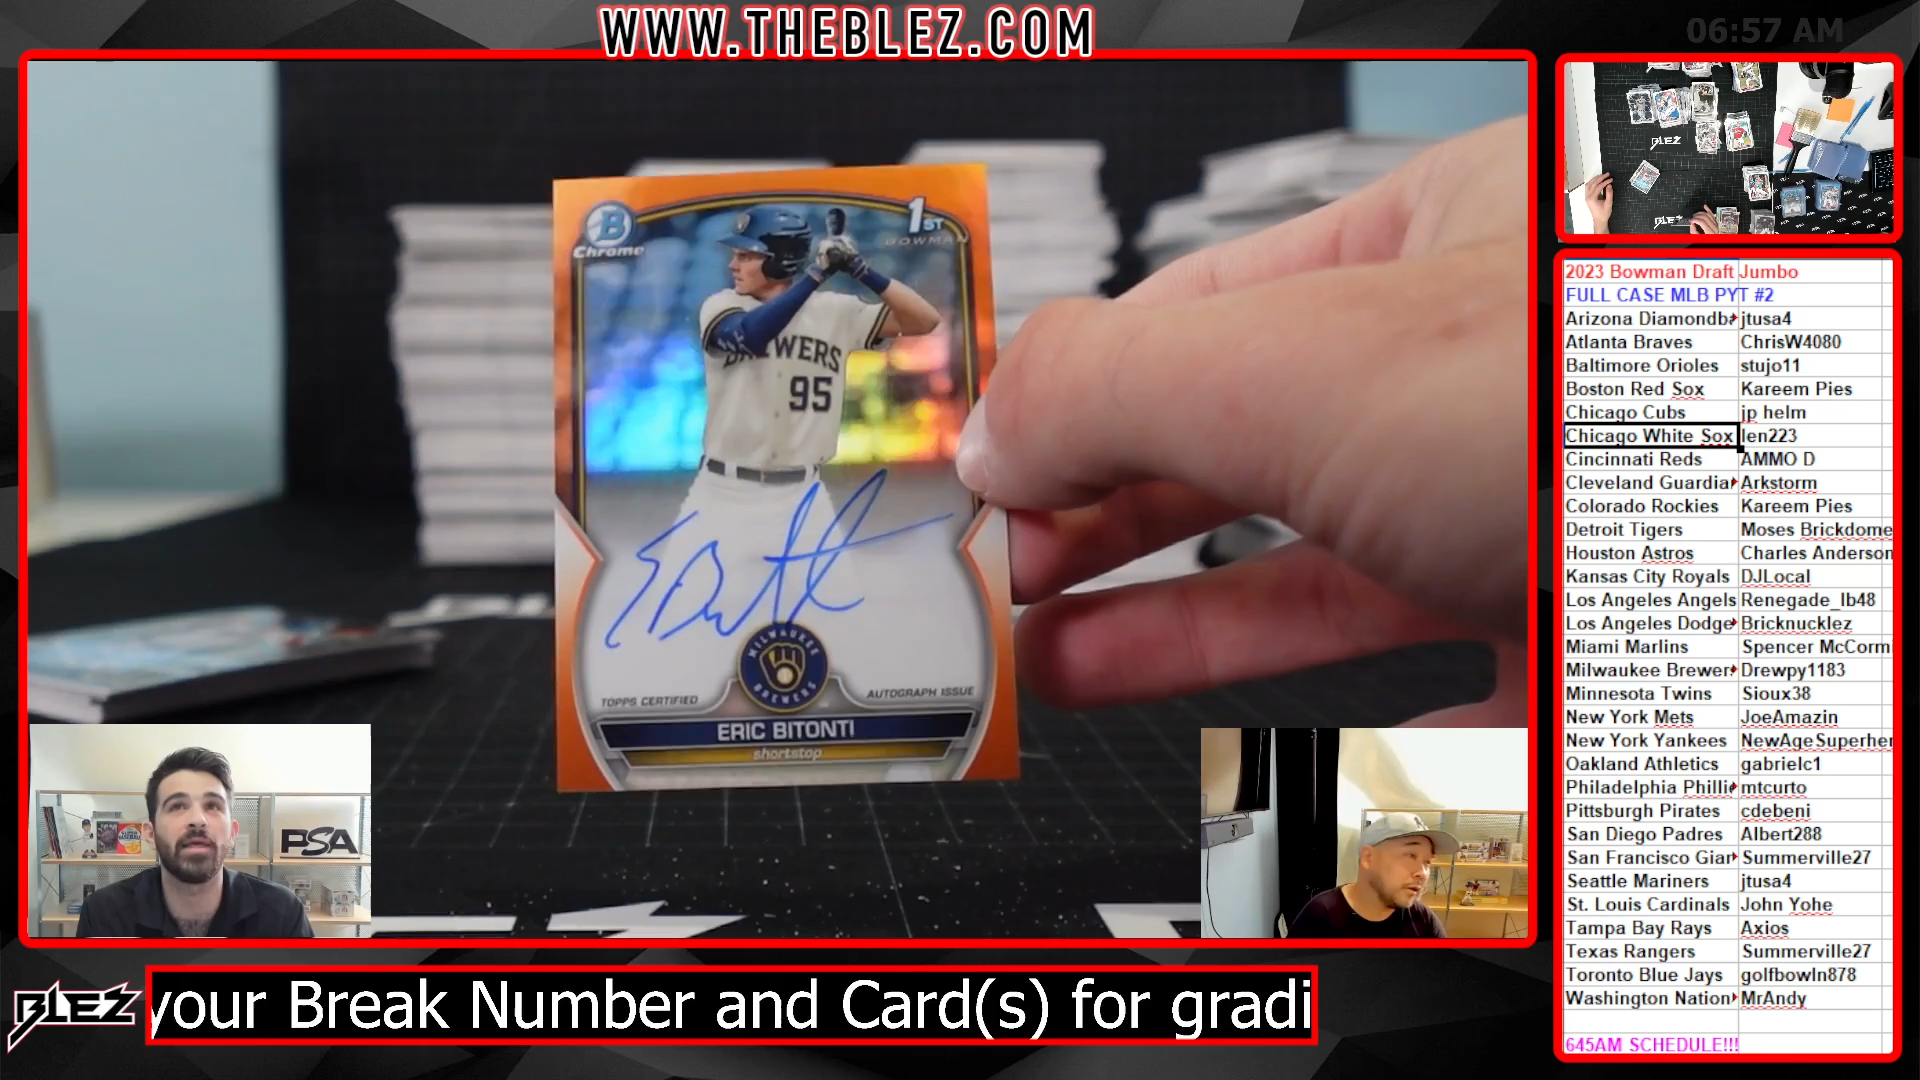 WWW.THEBLEZ.COM
06:57 AM
B
Chrome
1ST
BOWMAN
BREWERS
95
MILWAUKEE
BREWERS
TOPPS CERTIFIED
AUTOGRAPH ISSUE
ERIC BITONTI
shortstop
PSA
BLEZ
BLEZ
2023 Bowman Draft Jumbo
FULL CASE MLB PYT #2
Arizona Diamondba jtusa4
Atlanta Braves ChrisW4080
Baltimore Orioles stujo11
Boston Red Sox Kareem Pies
Chicago Cubs jp helm
Chicago White Sox len223
Cincinnati Reds AMMO D
Cleveland Guardia Arkstorm
Colorado Rockies Kareem Pies
Detroit Tigers Moses Brickdome
Houston Astros Charles Anderson
Kansas City Royals DJLocal
Los Angeles Angels Renegade_lb48
Los Angeles Dodge Bricknucklez
Miami Marlins Spencer McCormi
Milwaukee Brewer Drewpy1183
Minnesota Twins Sioux38
New York Mets JoeAmazin
New York Yankees NewAgeSuperher
Oakland Athletics gabrielc1
Philadelphia Philli mtcurto
Pittsburgh Pirates cdebeni
San Diego Padres Albert288
San Francisco Gian Summerville27
Seattle Mariners jtusa4
St. Louis Cardinals John Yohe
Tampa Bay Rays Axios
Texas Rangers Summerville27
Toronto Blue Jays golfbowln878
Washington Nation MrAndy
645AM SCHEDULE!!!
BLEZ
your Break Number and Card(s) for gradi